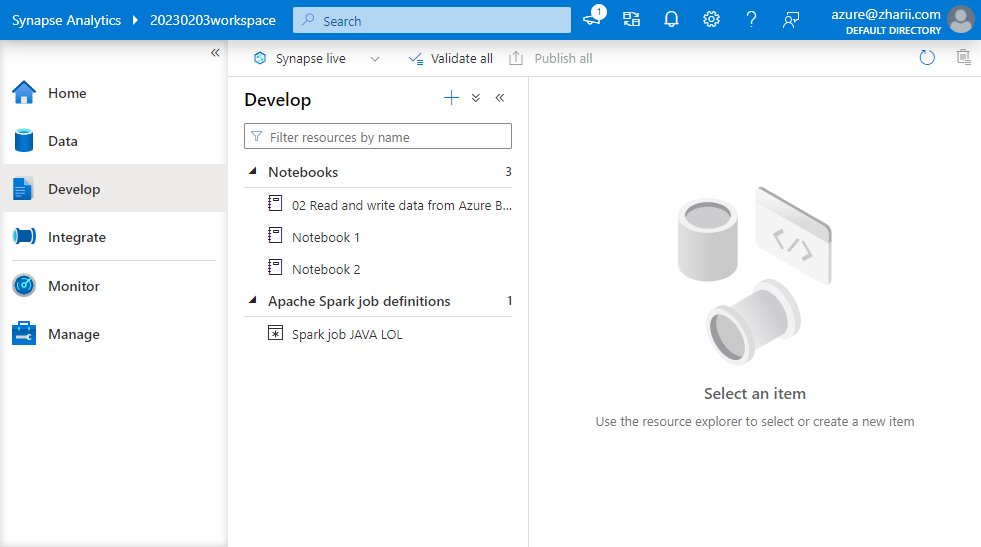 Synapse Analytics
20230203workspace
Search
1
?
azure@zharii.com
DEFAULT DIRECTORY
Synapse live
Validate all
Publish all
Home
Data
Develop
Integrate
Monitor
Manage
Develop
Filter resources by name
Notebooks 3
02 Read and write data from Azure B...
Notebook 1
Notebook 2
Apache Spark job definitions 1
Spark job JAVA LOL
</>
Select an item
Use the resource explorer to select or create a new item